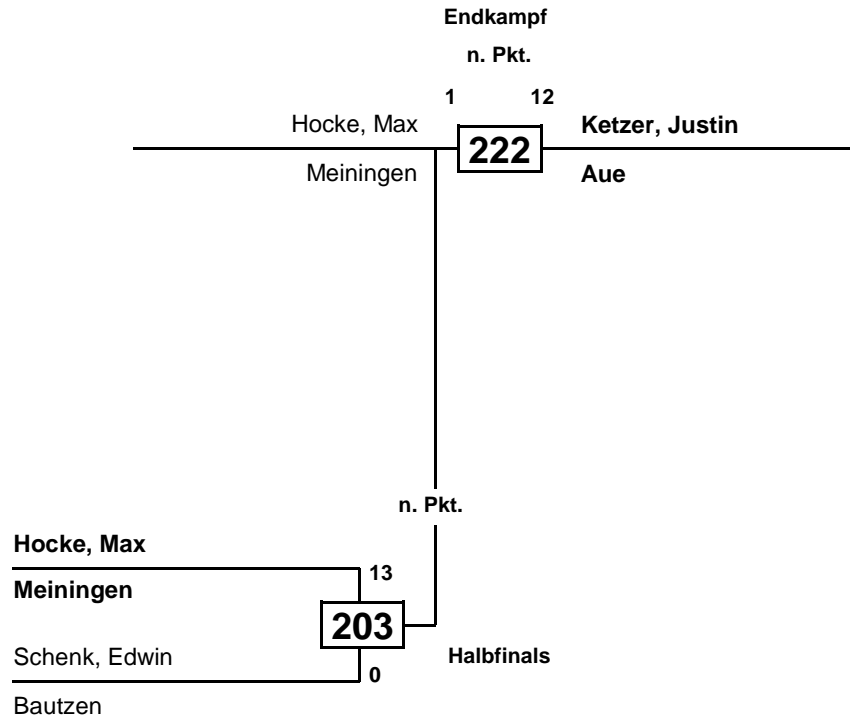 Endkampf
n. Pkt.
1 12
Hocke, Max 222 Ketzer, Justin
Meiningen Aue
n. Pkt.
Hocke, Max
13
Meiningen
203
Schenk, Edwin Halbfinals
0
Bautzen